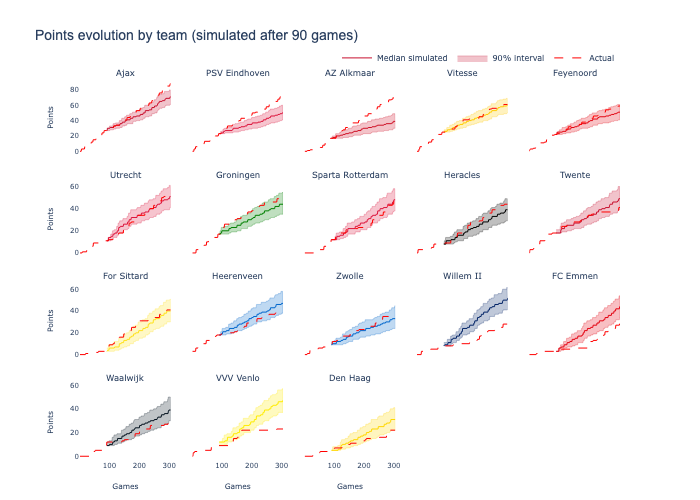 Points evolution by team (simulated after 90 games)
Median simulated 90% interval Actual
Ajax PSV Eindhoven AZ Alkmaar Vitesse Feyenoord
80
60
40
20
0
Points
Utrecht Groningen Sparta Rotterdam Heracles Twente
60
40
20
0
Points
For Sittard Heerenveen Zwolle Willem II FC Emmen
60
40
20
0
Points
Waalwijk VVV Venlo Den Haag
60
40
20
0
Points
100 200 300 100 200 300 100 200 300
Games Games Games